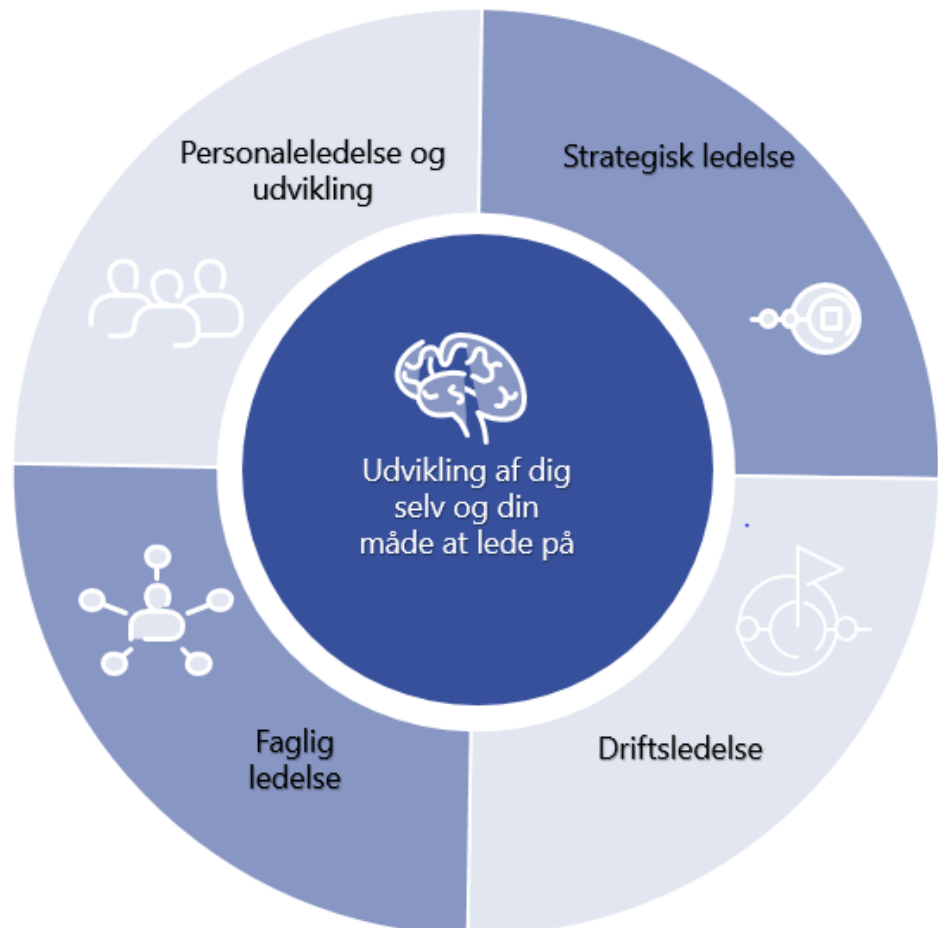 Personaleledelse og
udvikling
Strategisk ledelse
Udvikling af dig
selv og din
måde at lede på
Faglig
ledelse
Driftsledelse